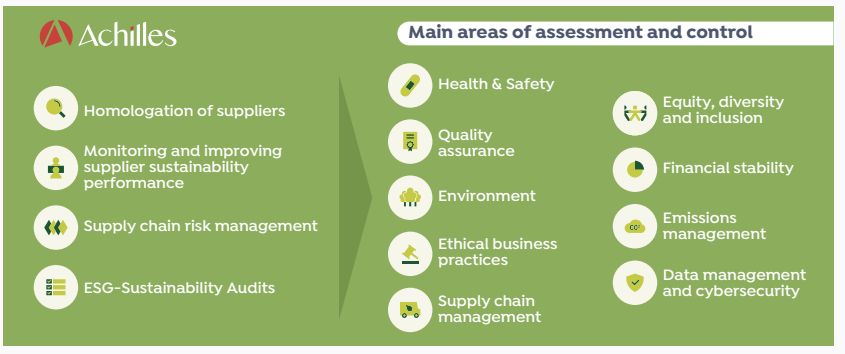 Achilles
Homologation of suppliers
Monitoring and improving
supplier sustainability
performance
Supply chain risk management
ESG-Sustainability Audits
Main areas of assessment and control
Health & Safety
Quality
assurance
Environment
Ethical business
practices
Supply chain
management
Equity, diversity
and inclusion
Financial stability
CO²
Emissions
management
Data management
and cybersecurity